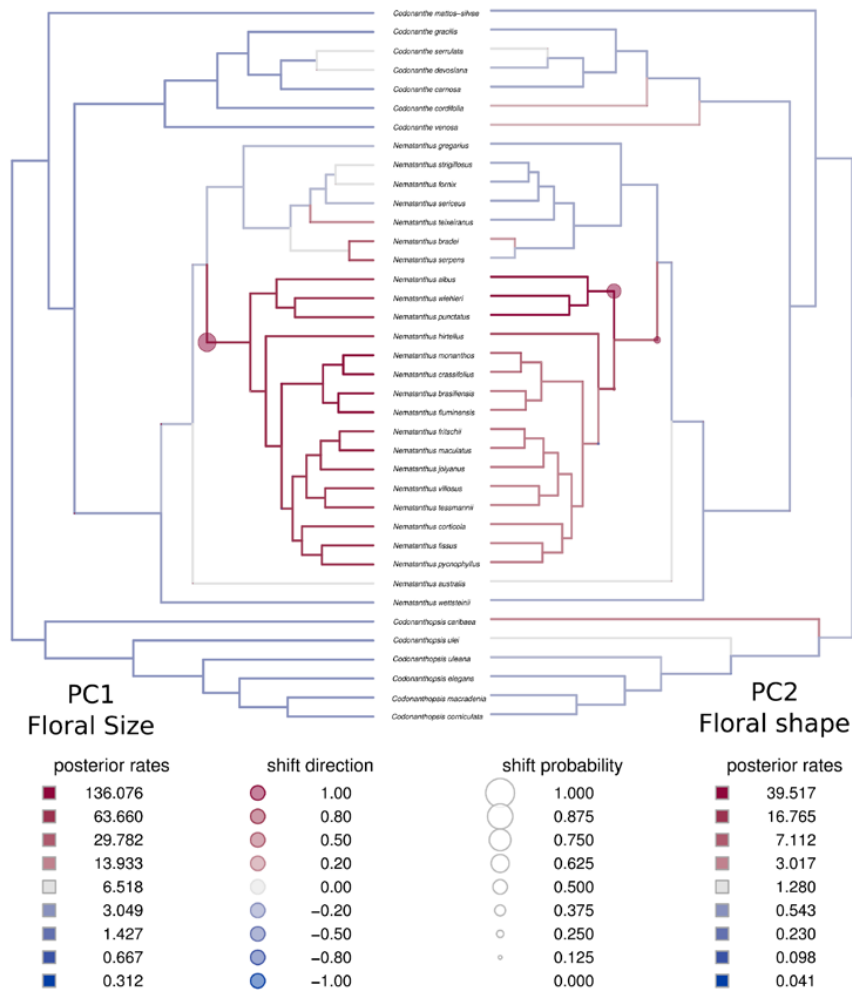 Codonanthe mattos-silvae
Codonanthe gracilis
Codonanthe serrulata
Codonanthe devosiana
Codonanthe carnosa
Codonanthe cordifolia
Codonanthe venosa
Nematanthus gregarius
Nematanthus strigillosus
Nematanthus fornix
Nematanthus sericeus
Nematanthus teixeiranus
Nematanthus bradei
Nematanthus serpens
Nematanthus albus
Nematanthus wiehleri
Nematanthus punctatus
Nematanthus hirtellus
Nematanthus monanthos
Nematanthus crassifolius
Nematanthus brasiliensis
Nematanthus fluminensis
Nematanthus fritschii
Nematanthus maculatus
Nematanthus jolyanus
Nematanthus villosus
Nematanthus tessmannii
Nematanthus corticola
Nematanthus fissus
Nematanthus pycnophyllus
Nematanthus australis
Nematanthus wettsteinii
Codonanthopsis caribaea
Codonanthopsis ulei
Codonanthopsis uleana
Codonanthopsis elegans
Codonanthopsis macradenia
Codonanthopsis corniculata
PC1
Floral Size
PC2
Floral shape
posterior rates shift direction shift probability posterior rates
136.076 1.00 1.000 39.517
63.660 0.80 0.875 16.765
29.782 0.50 0.750 7.112
13.933 0.20 0.625 3.017
6.518 0.00 0.500 1.280
3.049 −0.20 0.375 0.543
1.427 −0.50 0.250 0.230
0.667 −0.80 0.125 0.098
0.312 −1.00 0.000 0.041